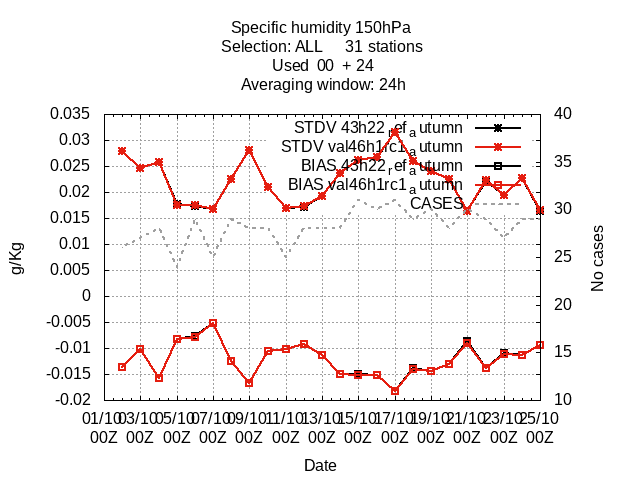 Specific humidity 150hPa
Selection: ALL 31 stations
Used 00 + 24
Averaging window: 24h
0.035
0.03
0.025
0.02
0.015
0.01
0.005
0
-0.005
-0.01
-0.015
-0.02
g/Kg
STDV 43h22_ref_autumn
STDV val46h1rc1_autumn
BIAS 43h22_ref_autumn
BIAS val46h1rc1_autumn
CASES
40
35
30
25
20
15
10
No cases
01/10 03/10 05/10 07/10 09/10 11/10 13/10 15/10 17/10 19/10 21/10 23/10 25/10
00Z 00Z 00Z 00Z 00Z 00Z 00Z 00Z 00Z 00Z 00Z 00Z 00Z
Date